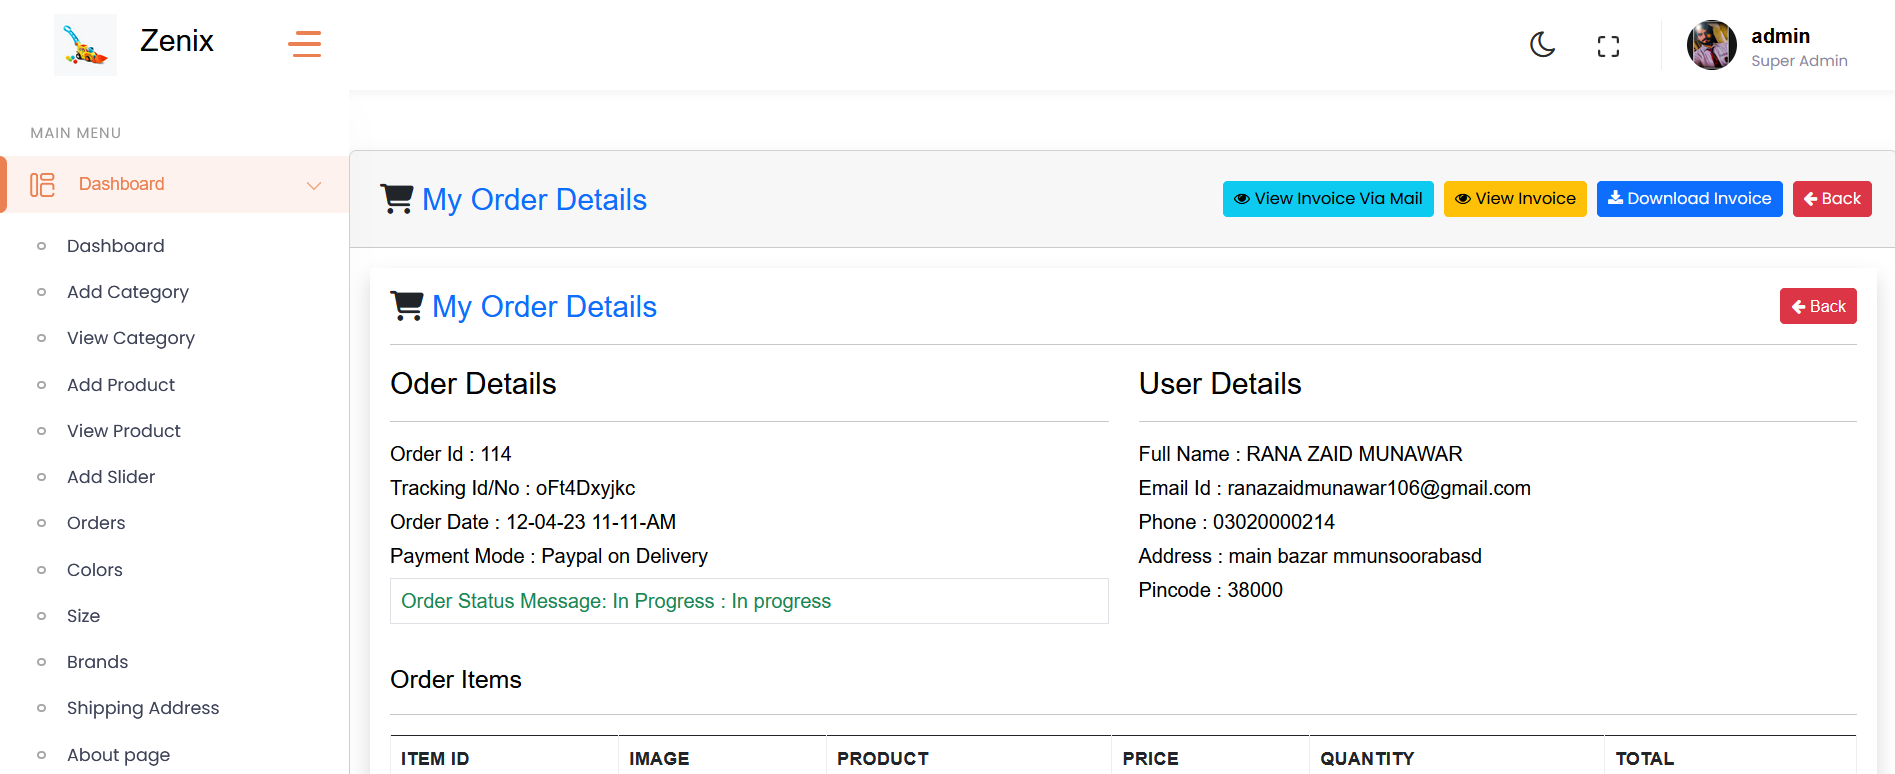 Zenix
admin
Super Admin
MAIN MENU
Dashboard
Dashboard
Add Category
View Category
Add Product
View Product
Add Slider
Orders
Colors
Size
Brands
Shipping Address
About page
My Order Details
View Invoice Via Mail
View Invoice
Download Invoice
Back
My Order Details
Back
Oder Details
Order Id : 114
Tracking Id/No : oFt4Dxyjkc
Order Date : 12-04-23 11-11-AM
Payment Mode : Paypal on Delivery
Order Status Message: In Progress : In progress
User Details
Full Name : RANA ZAID MUNAWAR
Email Id : ranazaidmunawar106@gmail.com
Phone : 03020000214
Address : main bazar mmunsoorabasd
Pincode : 38000
Order Items
ITEM ID IMAGE PRODUCT PRICE QUANTITY TOTAL